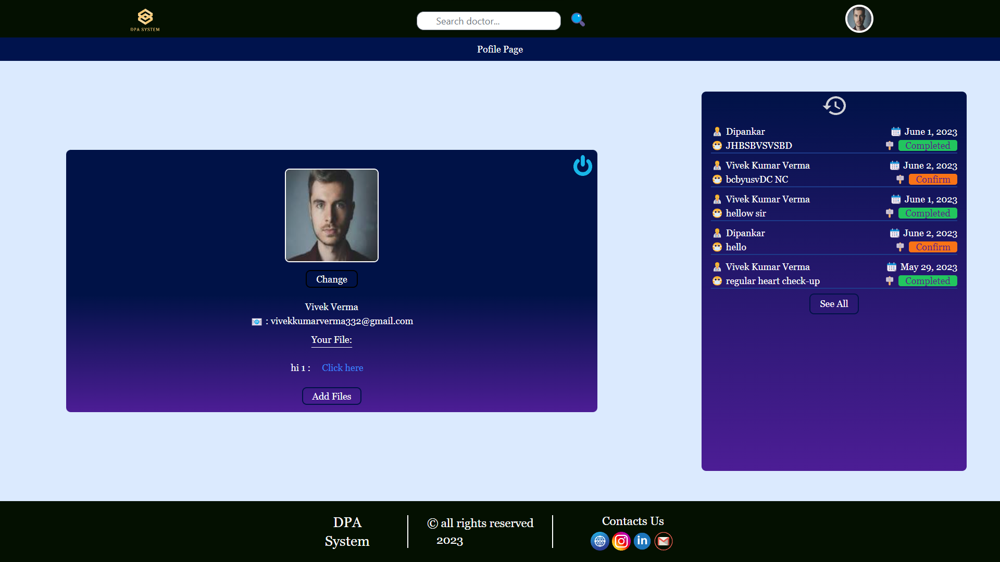 DPA SYSTEM
Search doctor...
Pofile Page
Change
Vivek Verma
: vivekkumarverma332@gmail.com
Your File:
hi 1 : Click here
Add Files
Dipankar June 1, 2023
JHBSBVSVSBD Completed
Vivek Kumar Verma June 2, 2023
bcbyusvDC NC Confirm
Vivek Kumar Verma June 1, 2023
hellow sir Completed
Dipankar June 2, 2023
hello Confirm
Vivek Kumar Verma May 29, 2023
regular heart check-up Completed
See All
DPA
System
© all rights reserved
2023
Contacts Us
in